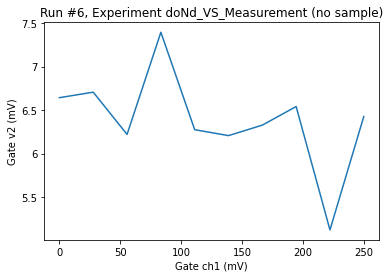 Run #6, Experiment doNd_VS_Measurement (no sample)
7.5
7
6.5
6
5.5
Gate v2 (mV)
0 50 100 150 200 250
Gate ch1 (mV)